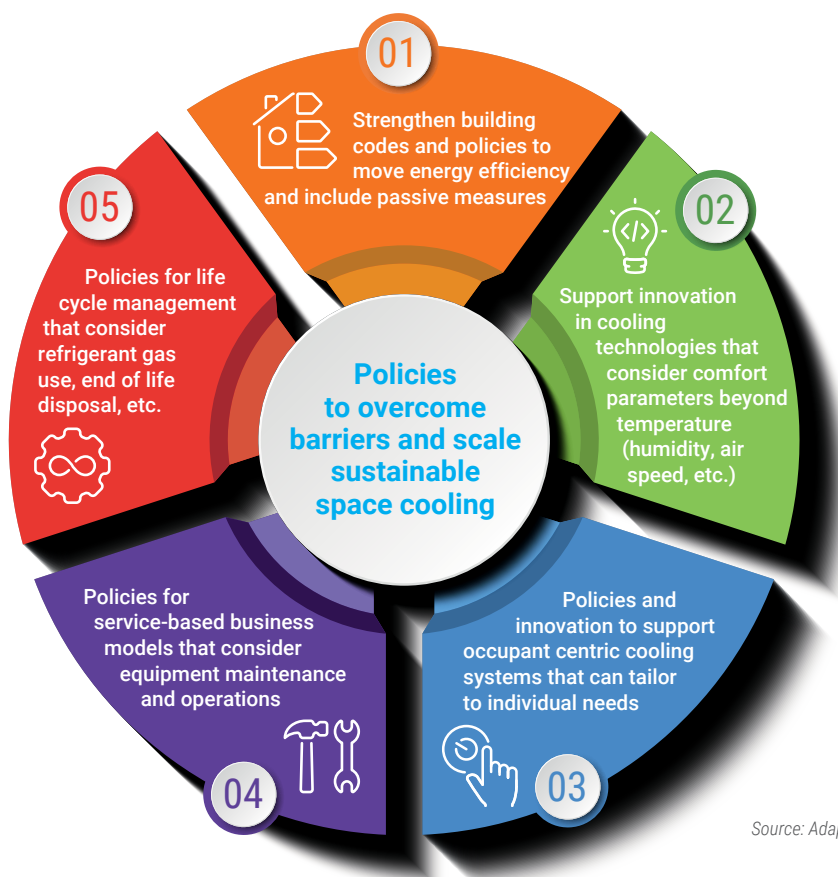 Policies
to overcome
barriers and scale
sustainable
space cooling
01
Strengthen building
codes and policies to
move energy efficiency
and include passive measures
02
</>
Support innovation
in cooling
technologies that
consider comfort
parameters beyond
temperature
(humidity, air
speed, etc.)
03
Policies and
innovation to support
occupant centric cooling
systems that can tailor
to individual needs
04
Policies for
service-based business
models that consider
equipment maintenance
and operations
05
Policies for life
cycle management
that consider
refrigerant gas
use, end of life
disposal, etc.
Source: